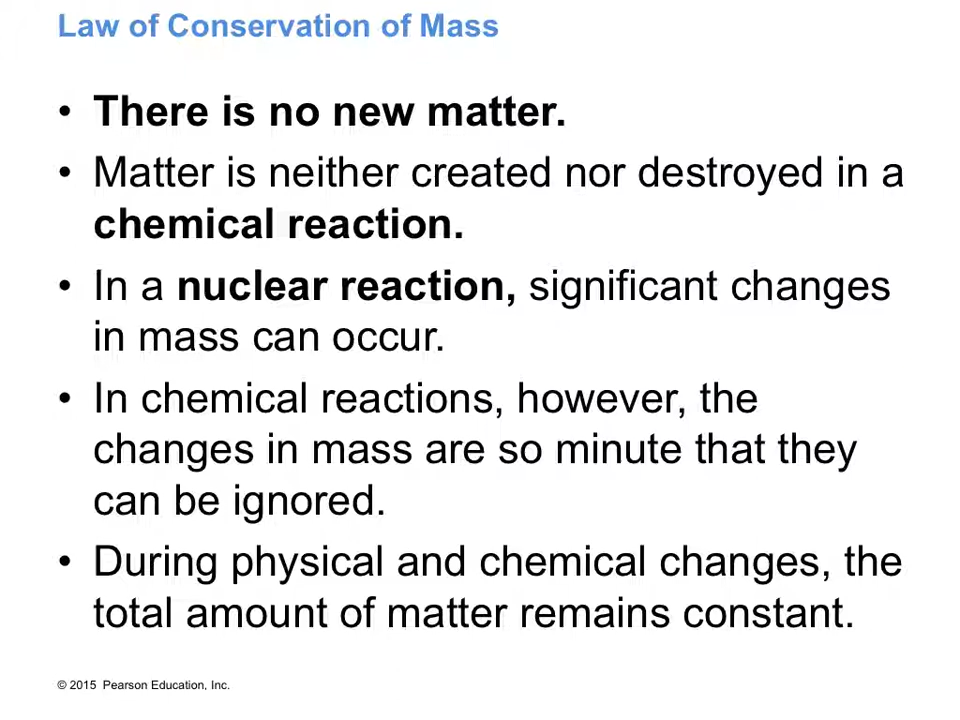 Law of Conservation of Mass
• There is no new matter.
• Matter is neither created nor destroyed in a
chemical reaction.
• In a nuclear reaction, significant changes
in mass can occur.
• In chemical reactions, however, the
changes in mass are so minute that they
can be ignored.
• During physical and chemical changes, the
total amount of matter remains constant.
© 2015 Pearson Education, Inc.